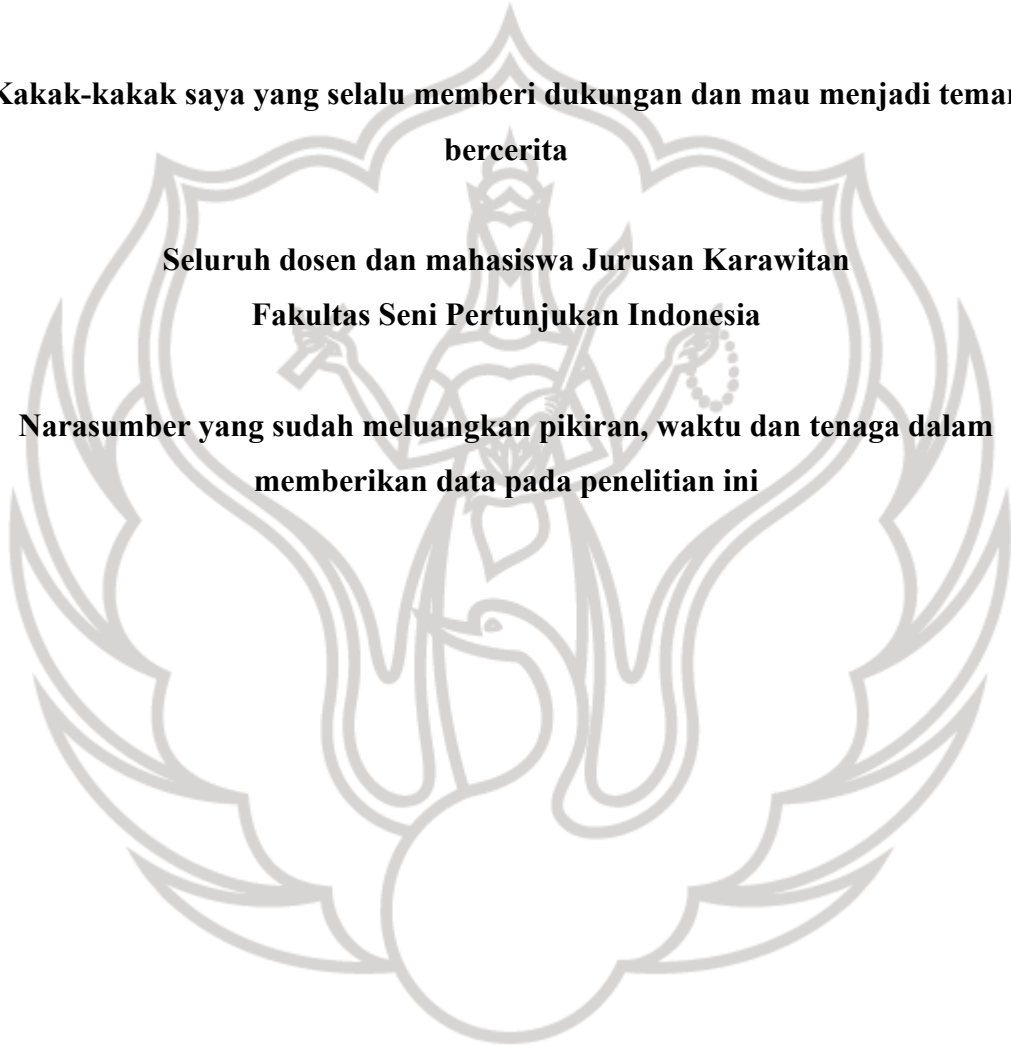 Kakak-kakak saya yang selalu memberi dukungan dan mau menjadi teman
bercerita
Seluruh dosen dan mahasiswa Jurusan Karawitan
Fakultas Seni Pertunjukan Indonesia
Narasumber yang sudah meluangkan pikiran, waktu dan tenaga dalam
memberikan data pada penelitian ini